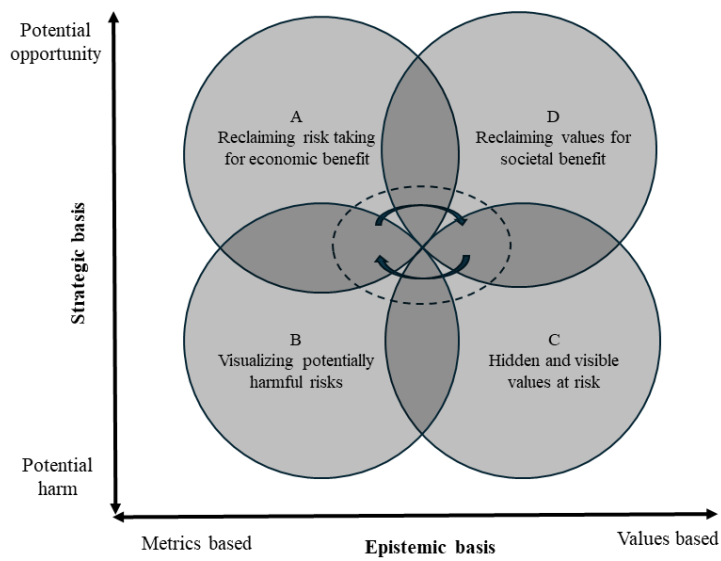 Potential
opportunity
A
Reclaiming risk taking
for economic benefit
D
Reclaiming values for
societal benefit
Strategic basis
B
Visualizing potentially
harmful risks
C
Hidden and visible
values at risk
Potential
harm
Metrics based
Epistemic basis
Values based